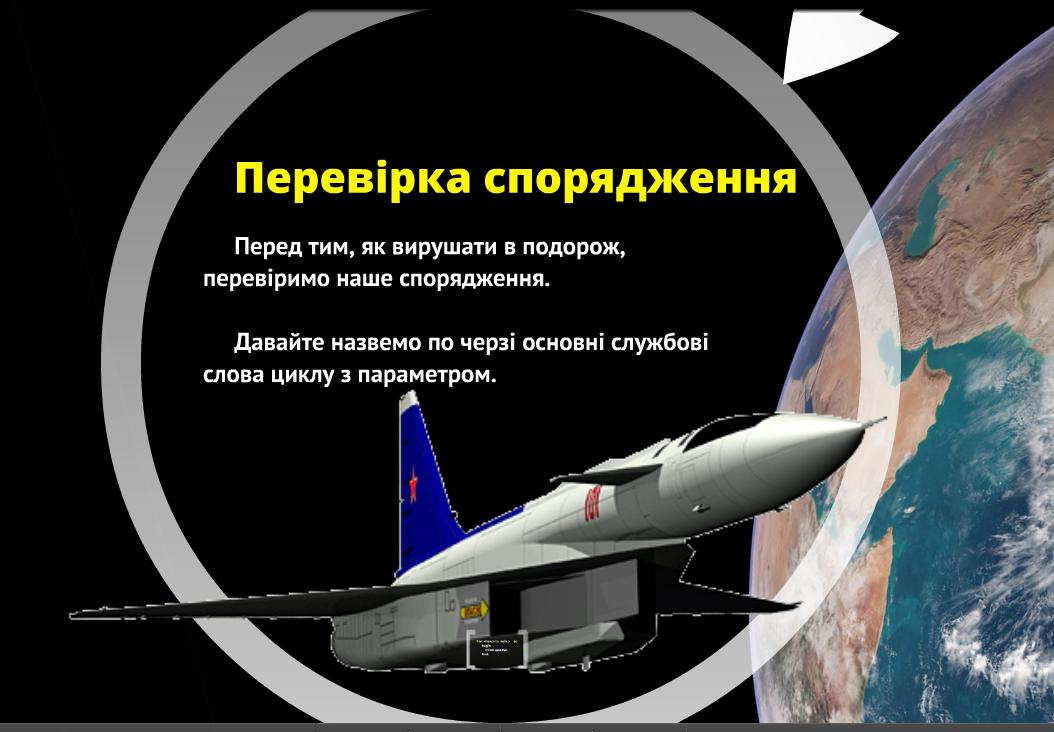 Перевірка спорядження
Перед тим, як вирушати в подорож,
перевіримо наше спорядження.
Давайте назвемо по черзі основні службові
слова циклу з параметром.
101